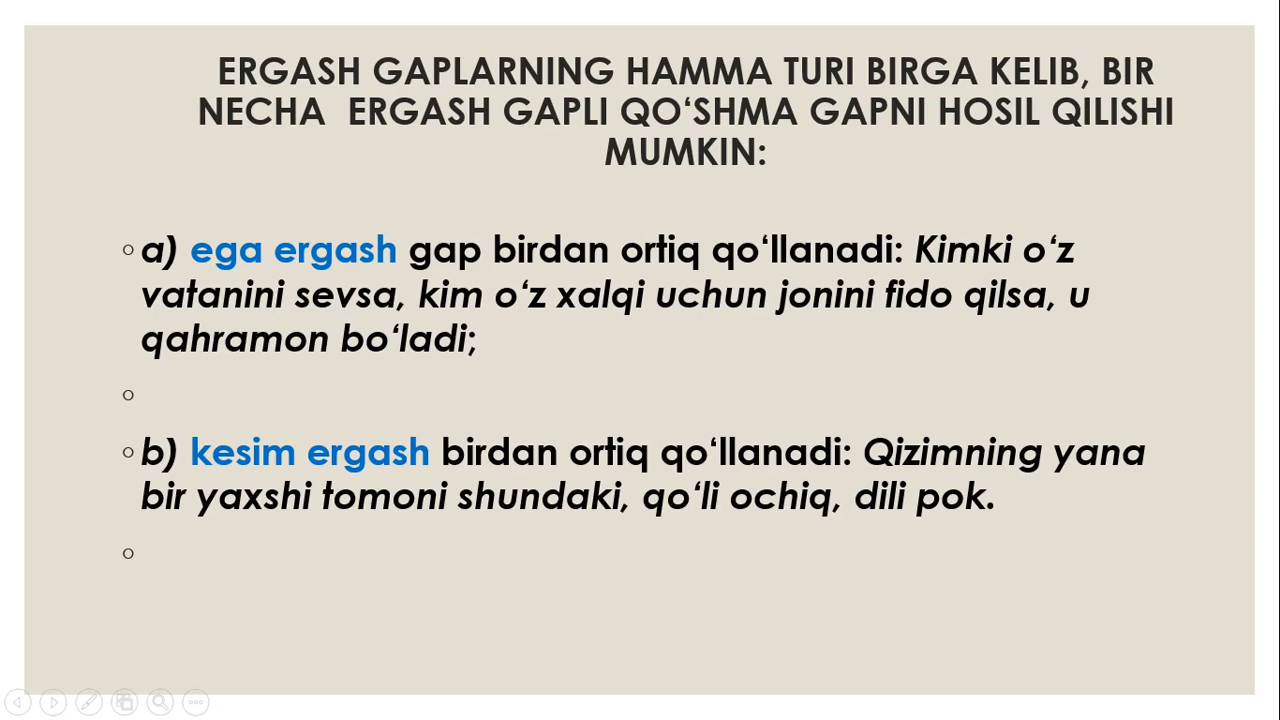 ERGASH GAPLARNING HAMMA TURI BIRGA KELIB, BIR
NECHA ERGASH GAPLI QO‘SHMA GAPNI HOSIL QILISHI
MUMKIN:
a) ega ergash gap birdan ortiq qo‘llanadi: Kimki o‘z
vatanini sevsa, kim o‘z xalqi uchun jonini fido qilsa, u
qahramon bo‘ladi;
b) kesim ergash birdan ortiq qo‘llanadi: Qizimning yana
bir yaxshi tomoni shundaki, qo‘li ochiq, dili pok.